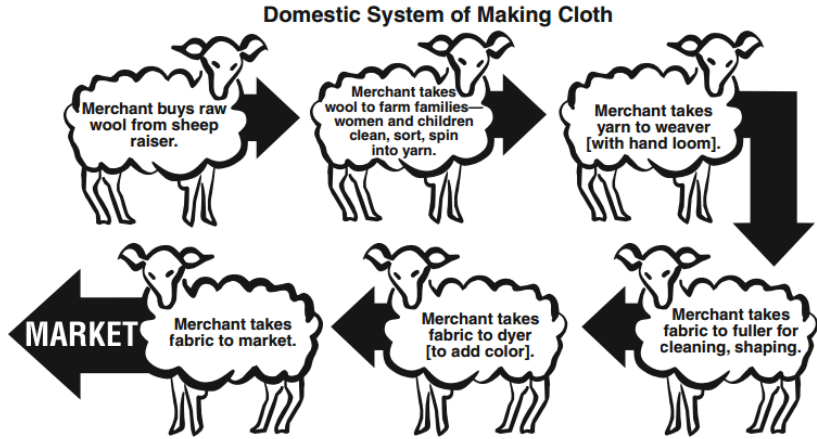 Domestic System of Making Cloth
Merchant buys raw
wool from sheep
raiser.
Merchant takes
wool to farm families—
women and children
clean, sort, spin
into yarn.
Merchant takes
yarn to weaver
[with hand loom].
Merchant takes
fabric to fuller for
cleaning, shaping.
Merchant takes
fabric to dyer
[to add color].
Merchant takes
fabric to market.
MARKET